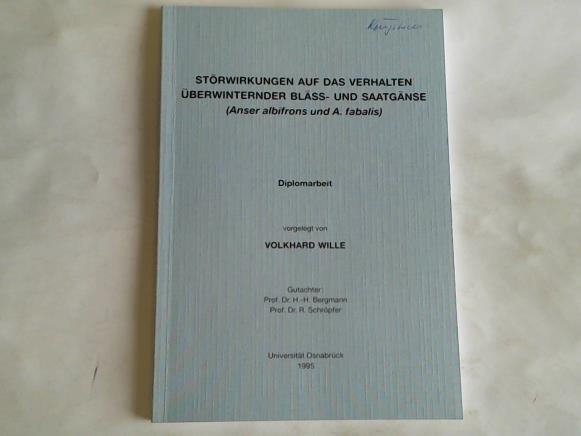 STÖRWIRKUNGEN AUF DAS VERHALTEN
ÜBERWINTERNDER BLÄSS- UND SAATGÄNSE
(Anser albifrons und A. fabalis)
Diplomarbeit
vorgelegt von
VOLKHARD WILLE
Gutachter:
Prof. Dr. H.-H. Bergmann
Prof. Dr. R. Schröpfer
Universität Osnabrück
1995